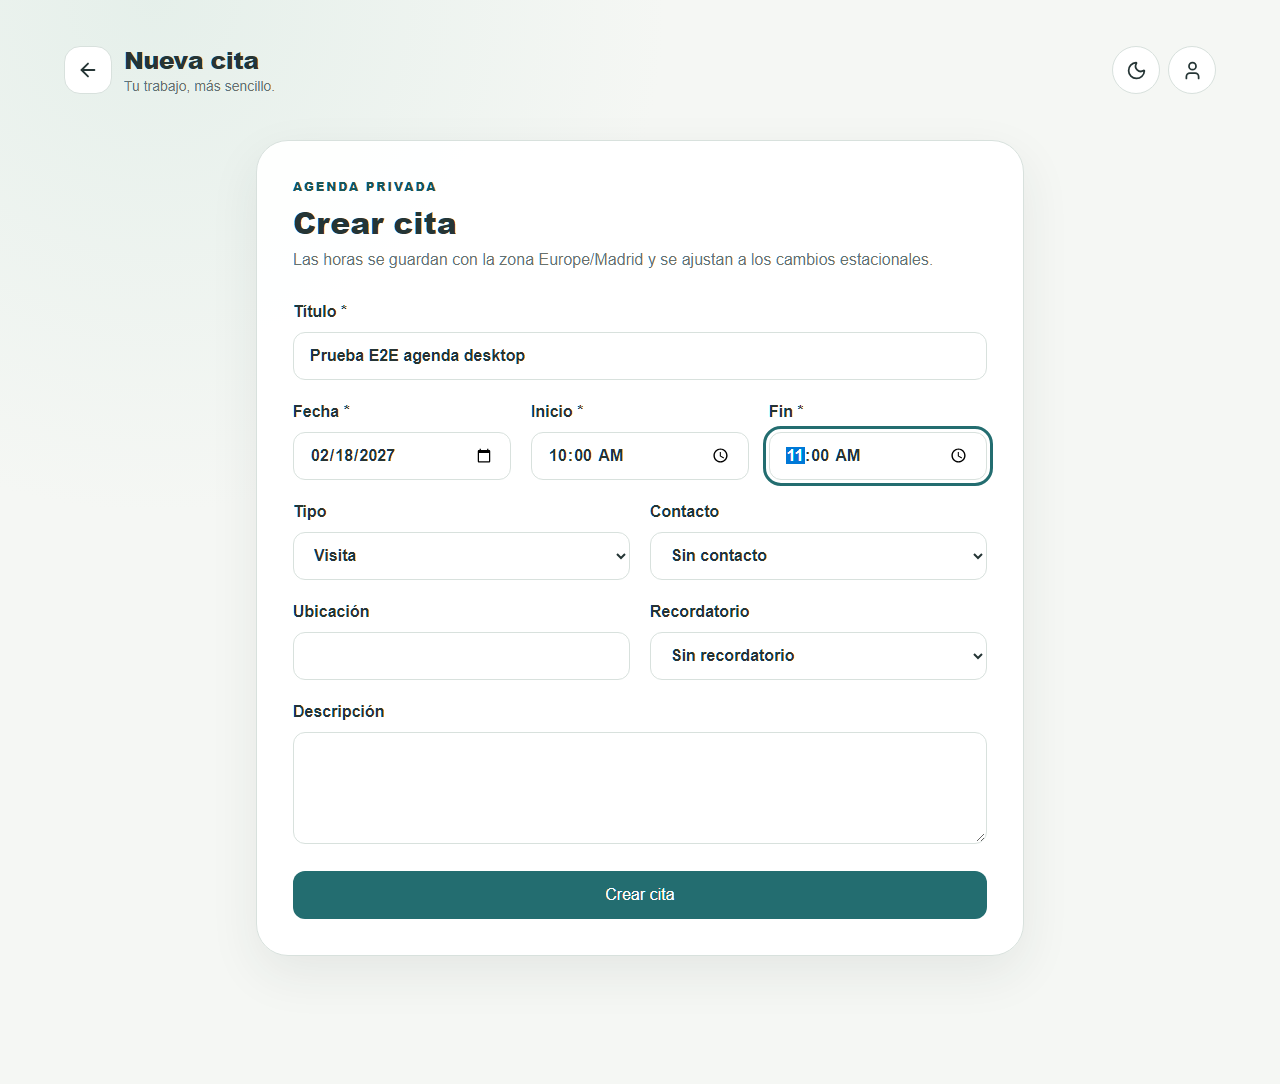 Nueva cita
Tu trabajo, más sencillo.
AGENDA PRIVADA
Crear cita
Las horas se guardan con la zona Europe/Madrid y se ajustan a los cambios estacionales.
Título *
Prueba E2E agenda desktop
Fecha * Inicio * Fin *
02/18/2027 10:00 AM 11:00 AM
Tipo Contacto
Visita Sin contacto
Ubicación Recordatorio
Sin recordatorio
Descripción
Crear cita